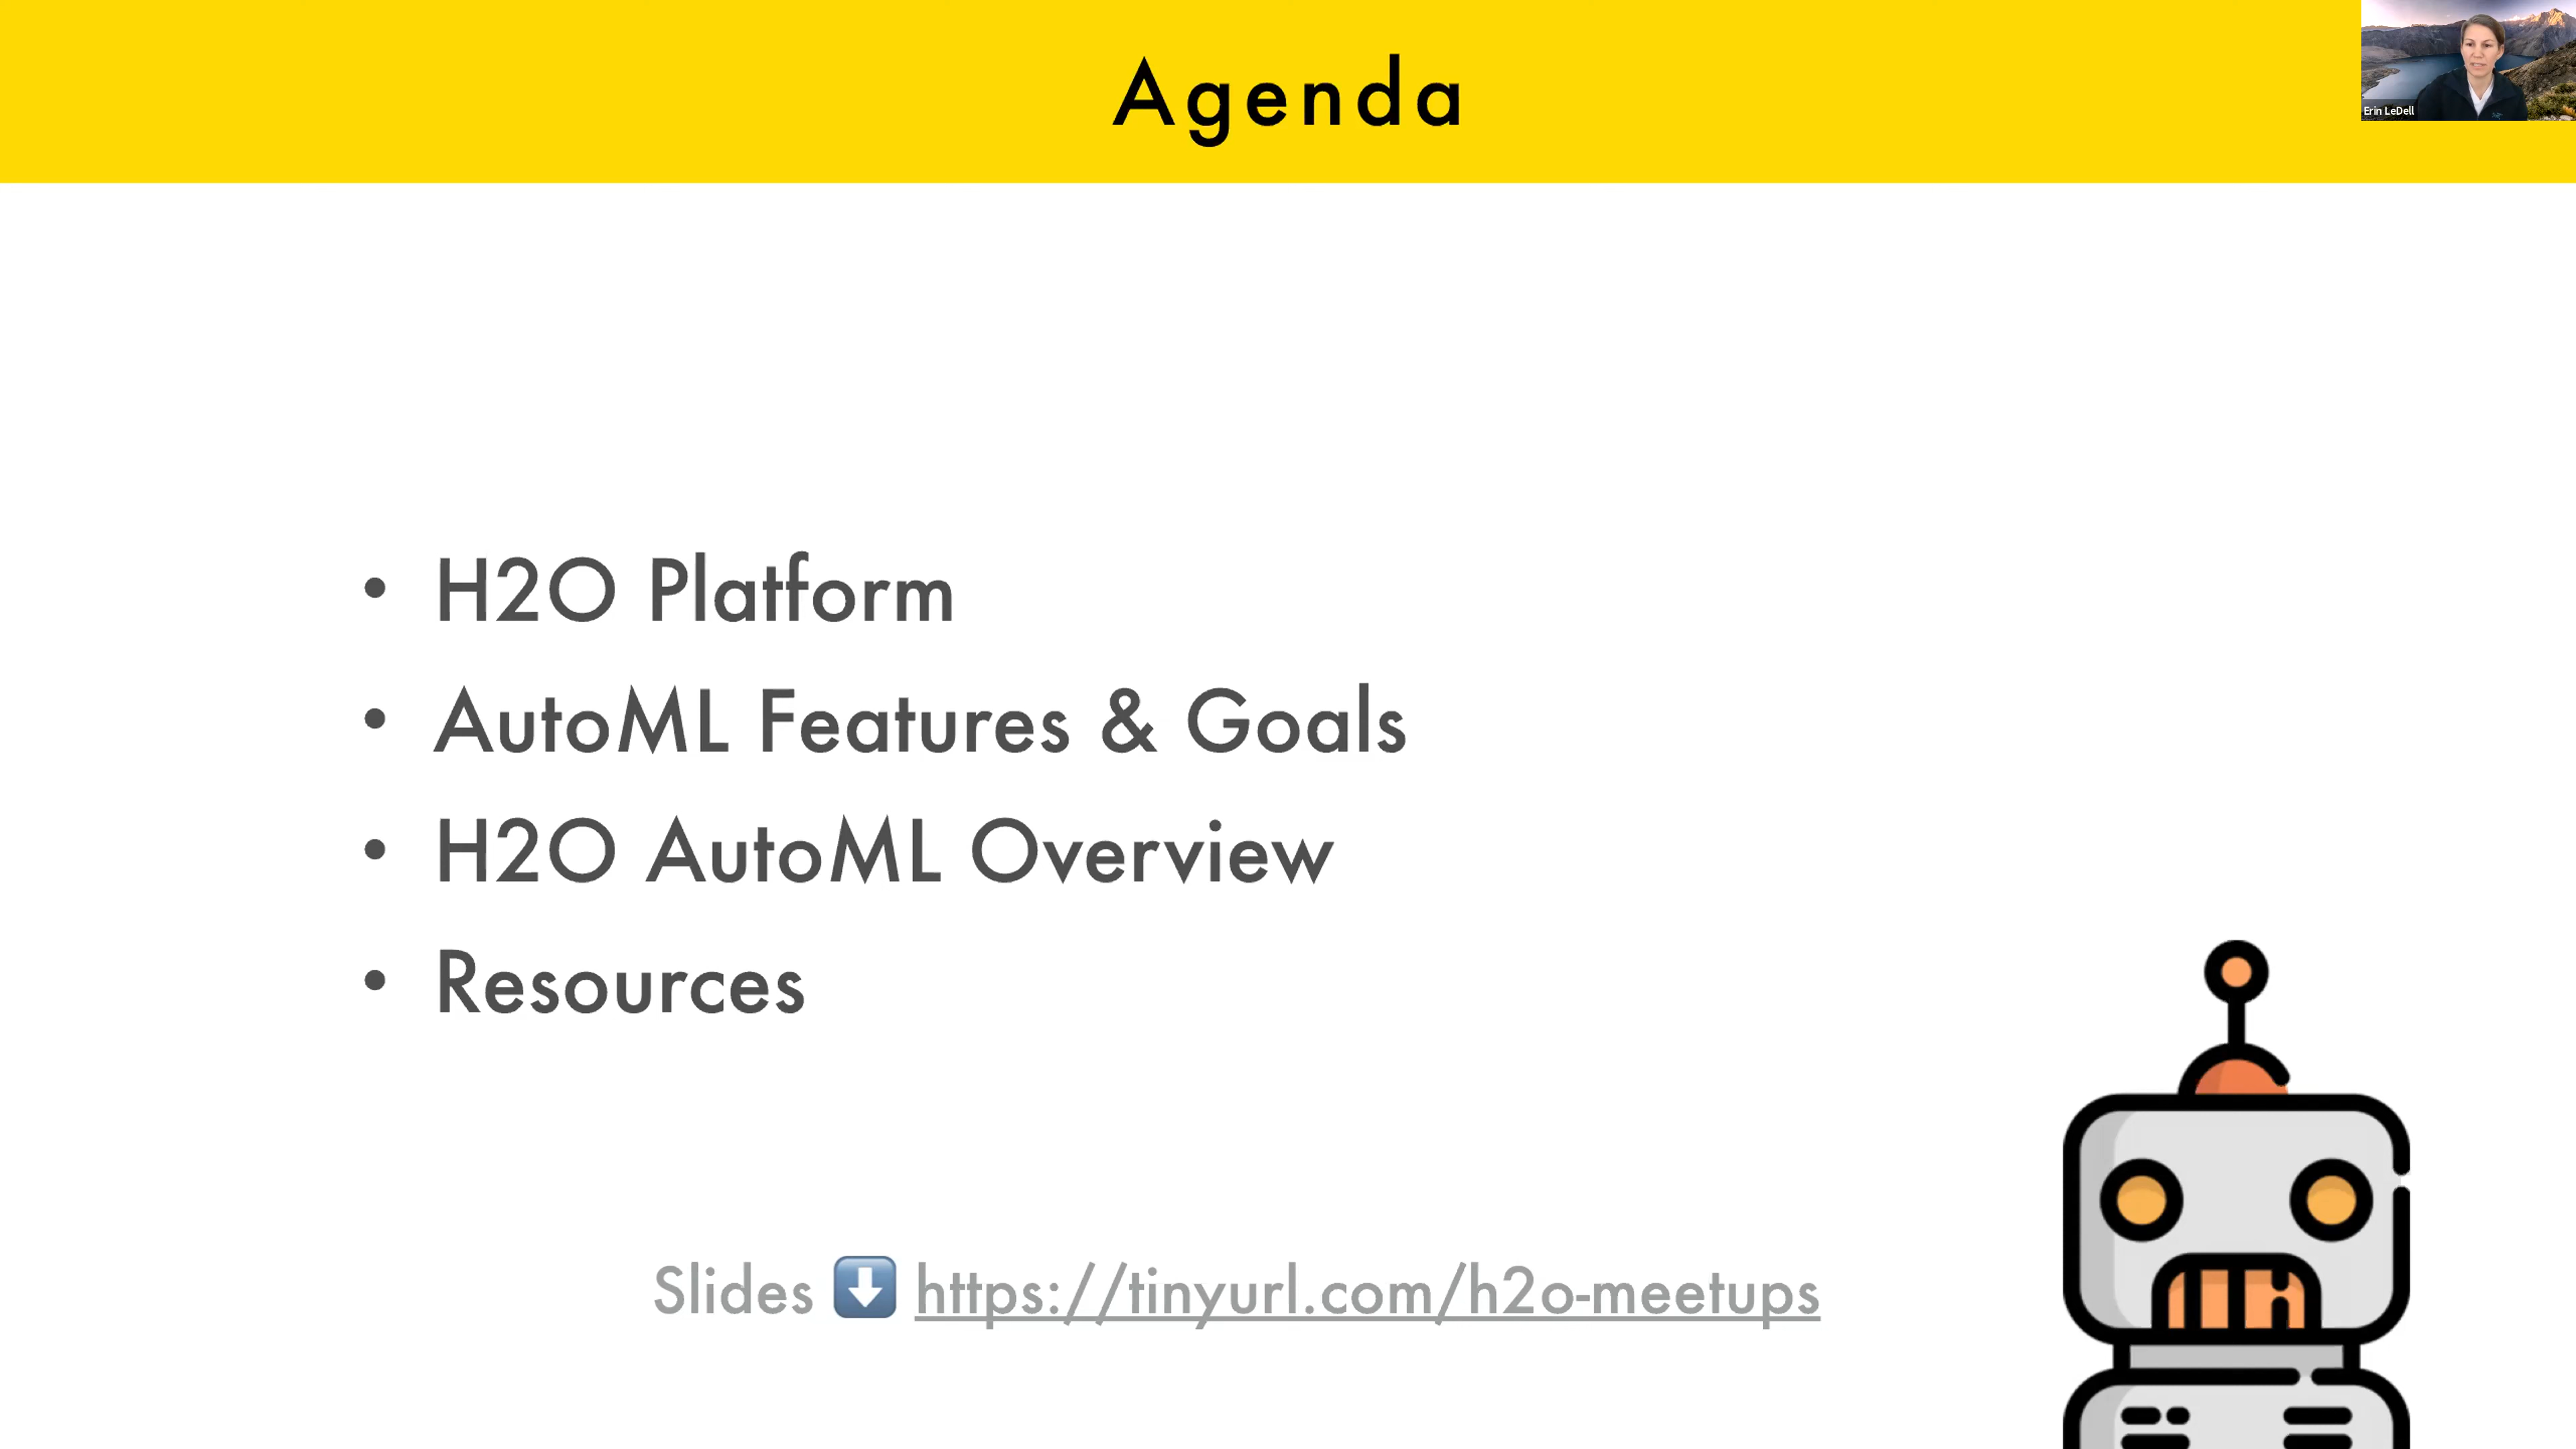 Agenda
Erin LeDell
• H2O Platform
• AutoML Features & Goals
• H2O AutoML Overview
• Resources
Slides ⬇️ https://tinyurl.com/h2o-meetups